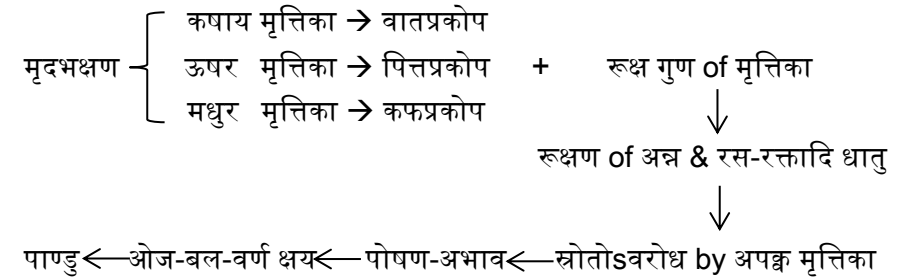 कषाय मृत्तिका → वातप्रकोप
मृदभक्षण ऊषर मृत्तिका → पित्तप्रकोप + रूक्ष गुण of मृत्तिका
मधुर मृत्तिका → कफप्रकोप
रूक्षण of अन्न & रस-रक्तादि धातु
पाण्डु ← ओज-बल-वर्ण क्षय ← पोषण-अभाव ← स्रोतोsवरोध by अपक्व मृत्तिका